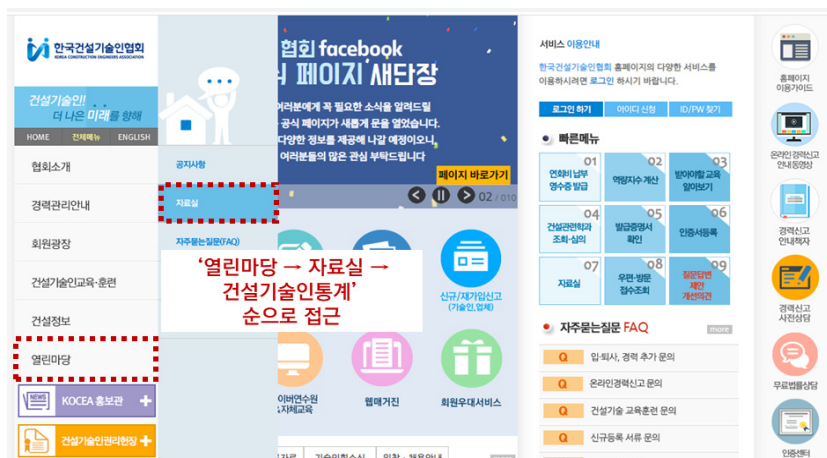 한국건설기술인협회
KOREA CONSTRUCTION ENGINEERS ASSOCIATION
건설기술인!!
더 나은 미래를 향해
HOME 전체메뉴 ENGLISH
협회소개
경력관리안내
회원광장
건설기술인교육·훈련
건설정보
열린마당
NEWS KOCEA 홍보관 +
건설기술인권리헌장 +
공지사항
자료실
자주묻는질문(FAQ)
협회 facebook
페이지 새단장
여러분에게 꼭 필요한 소식을 알려드릴
공식 페이지가 새롭게 문을 열었습니다.
다양한 정보를 제공해 나갈 예정이오니,
여러분들의 많은 관심 부탁드립니다
페이지 바로가기
02 / 010
‘열린마당 → 자료실 →
건설기술인통계’
순으로 접근
신규/재가입신고
(기술인,업체)
이버연수원
&자체교육
웹매거진
회원우대서비스
기술인회소식
입찰·채용안내
서비스 이용안내
한국건설기술인협회 홈페이지의 다양한 서비스를
이용하시려면 로그인 하시기 바랍니다.
로그인 하기 아이디 신청 ID/PW 찾기
빠른메뉴
01 연회비 납부
영수증 발급
02 역량지수 계산
03 받아야할 교육
알아보기
04 건설관련학과
조회·심의
05 발급증명서
확인
06 인증서등록
07 자료실
08 우편·방문
접수조회
09 질문답변
제안
개선의견
자주묻는질문 FAQ more
Q 입·퇴사, 경력 추가 문의
Q 온라인경력신고 문의
Q 건설기술 교육훈련 문의
Q 신규등록 서류 문의
홈페이지
이용가이드
온라인 경력신고
안내동영상
경력신고
안내책자
경력신고
사전상담
무료법률상담
인증센터